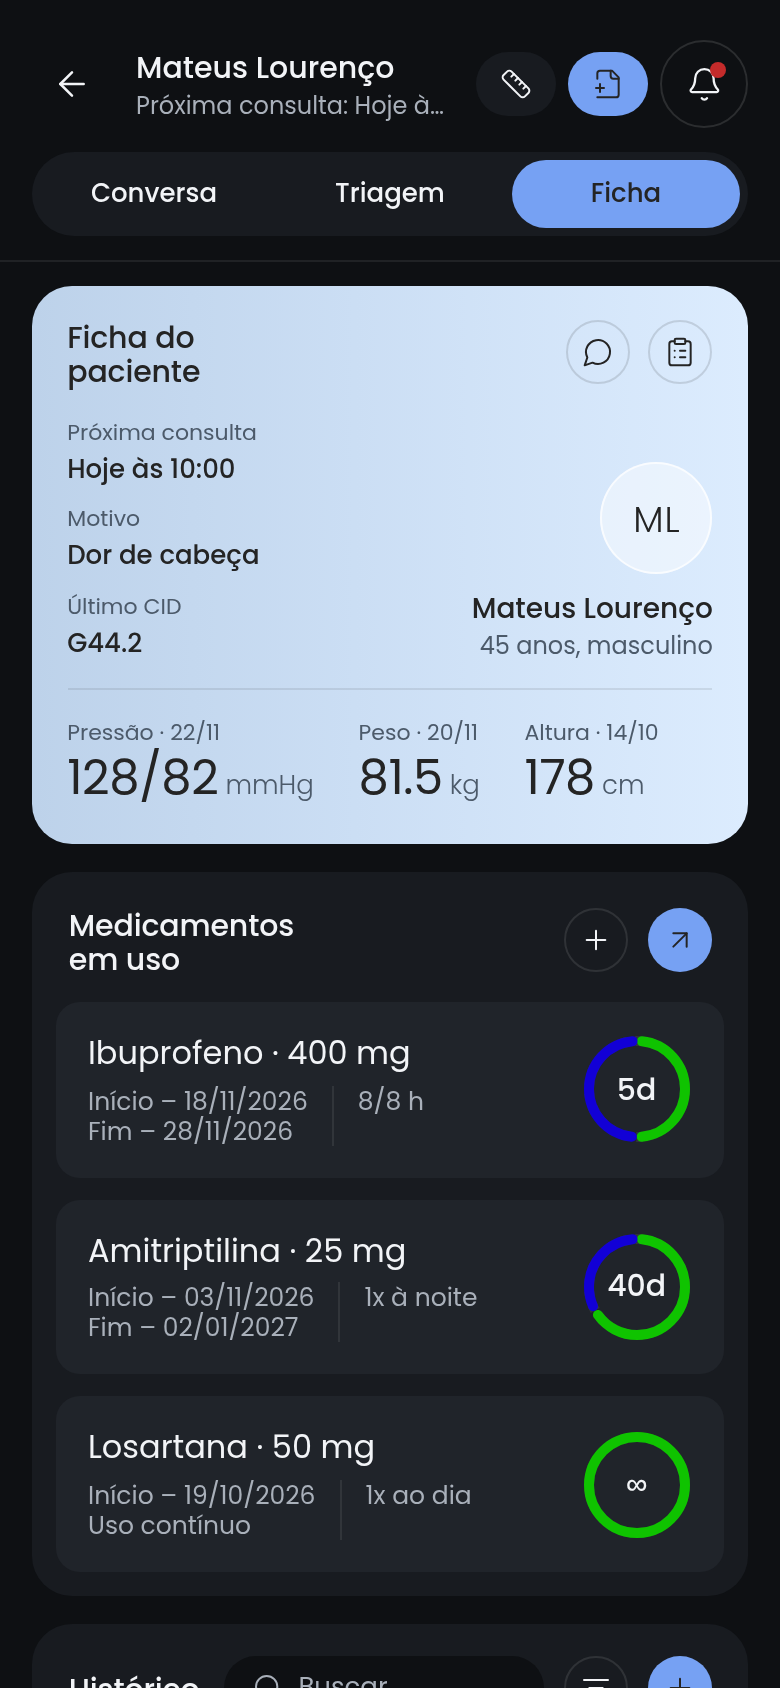 Mateus Lourenço
Próxima consulta: Hoje à...
Conversa
Triagem
Ficha
Ficha do
paciente
Próxima consulta
Hoje às 10:00
Motivo
Dor de cabeça
Último CID
G44.2
ML
Mateus Lourenço
45 anos, masculino
Pressão · 22/11
128/82 mmHg
Peso · 20/11
81.5 kg
Altura · 14/10
178 cm
Medicamentos
em uso
Ibuprofeno · 400 mg
Início – 18/11/2026
Fim – 28/11/2026
8/8 h
5d
Amitriptilina · 25 mg
Início – 03/11/2026
Fim – 02/01/2027
1x à noite
40d
Losartana · 50 mg
Início – 19/10/2026
Uso contínuo
1x ao dia
∞
Histórico
Buscar